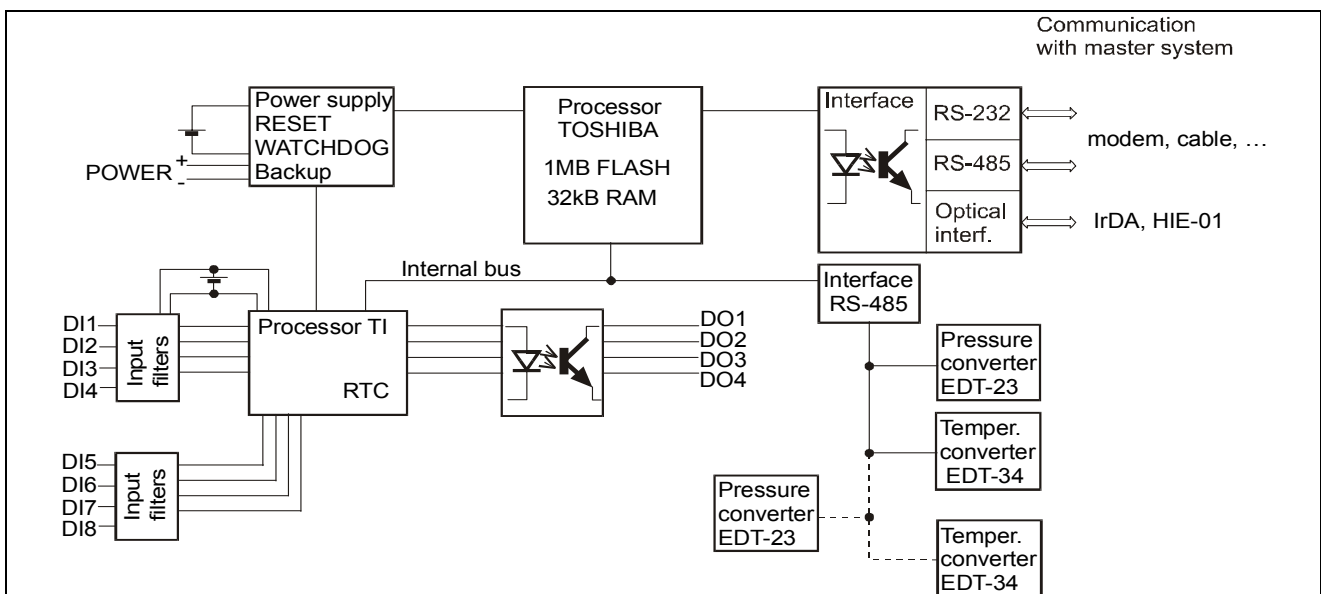 Communication
with master system
Power supply
RESET
WATCHDOG
Backup
POWER
+
-
Processor
TOSHIBA
1MB FLASH
32kB RAM
Interface
RS-232
RS-485
Optical
interf.
modem, cable, …
IrDA, HIE-01
Internal bus
Interface
RS-485
DI1
DI2
DI3
DI4
Input
filters
Processor TI
RTC
DO1
DO2
DO3
DO4
Pressure
converter
EDT-23
Temper.
converter
EDT-34
DI5
DI6
DI7
DI8
Input
filters
Pressure
converter
EDT-23
Temper.
converter
EDT-34